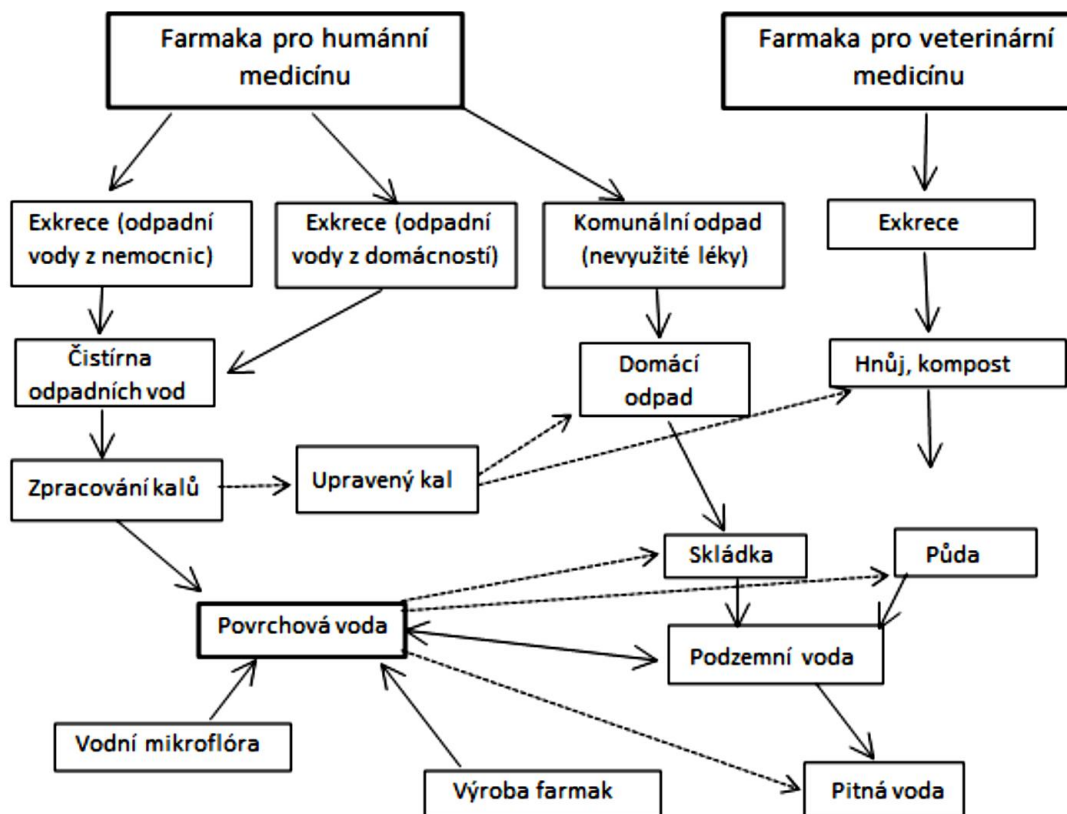 Farmaka pro humánní
medicínu
Farmaka pro veterinární
medicínu
Exkrece (odpadní
vody z nemocnic)
Exkrece (odpadní
vody z domácností)
Komunální odpad
(nevyužité léky)
Exkrece
Čistírna
odpadních vod
Domácí
odpad
Hnůj, kompost
Zpracování kalů
Upravený kal
Skládka
Půda
Povrchová voda
Podzemní voda
Vodní mikroflóra
Výroba farmak
Pitná voda